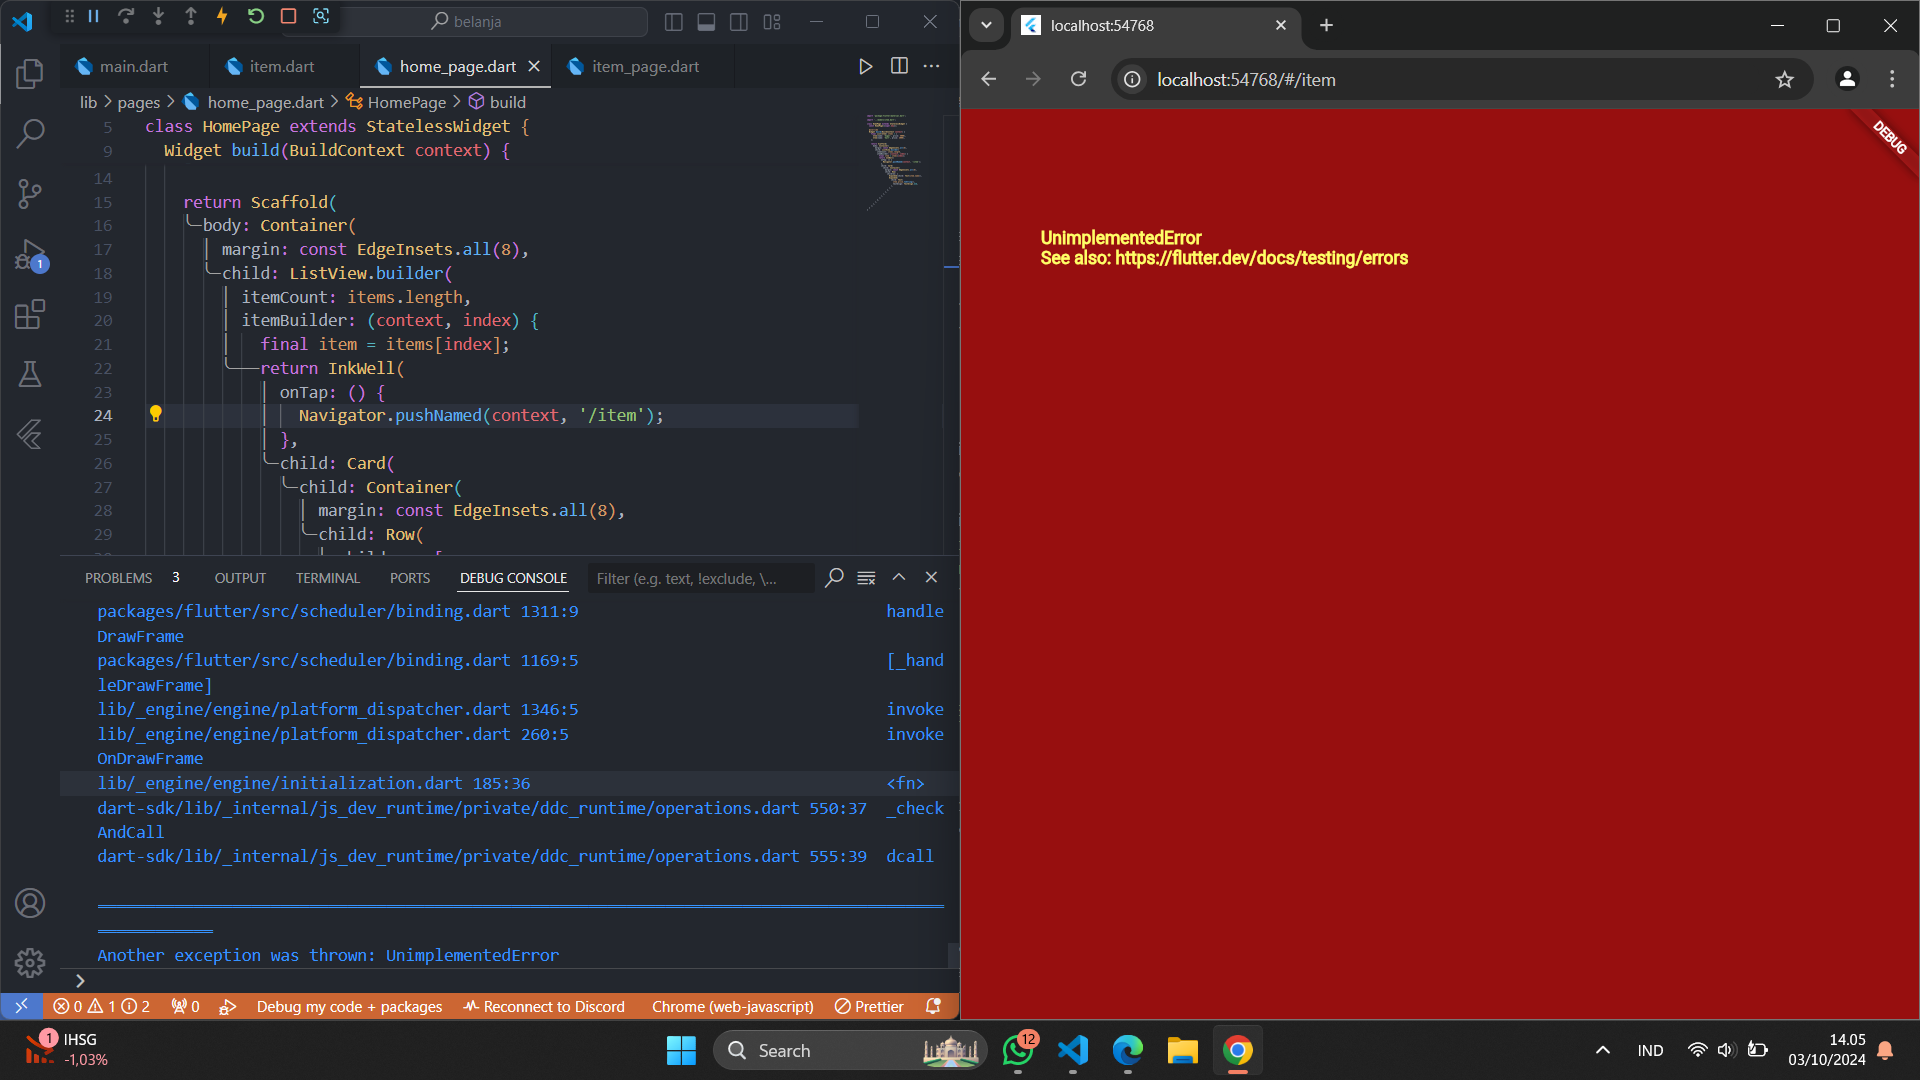 belanja
main.dart
item.dart
home_page.dart
item_page.dart
lib > pages > home_page.dart > HomePage > build
5 class HomePage extends StatelessWidget {
9 Widget build(BuildContext context) {
14
15 return Scaffold(
16 body: Container(
17 margin: const EdgeInsets.all(8),
18 child: ListView.builder(
19 itemCount: items.length,
20 itemBuilder: (context, index) {
21 final item = items[index];
22 return InkWell(
23 onTap: () {
24 Navigator.pushNamed(context, '/item');
25 },
26 child: Card(
27 child: Container(
28 margin: const EdgeInsets.all(8),
29 child: Row(
1
PROBLEMS 3 OUTPUT TERMINAL PORTS DEBUG CONSOLE Filter (e.g. text, !exclude, \...
packages/flutter/src/scheduler/binding.dart 1311:9 handle
DrawFrame
packages/flutter/src/scheduler/binding.dart 1169:5 [_hand
leDrawFrame]
lib/_engine/engine/platform_dispatcher.dart 1346:5 invoke
lib/_engine/engine/platform_dispatcher.dart 260:5 invoke
OnDrawFrame
lib/_engine/engine/initialization.dart 185:36 <fn>
dart-sdk/lib/_internal/js_dev_runtime/private/ddc_runtime/operations.dart 550:37 _check
AndCall
dart-sdk/lib/_internal/js_dev_runtime/private/ddc_runtime/operations.dart 555:39 dcall
Another exception was thrown: UnimplementedError
>
0 1 2 0 Debug my code + packages Reconnect to Discord Chrome (web-javascript) Prettier
localhost:54768
localhost:54768/#/item
DEBUG
UnimplementedError
See also: https://flutter.dev/docs/testing/errors
1
IHSG
-1,03%
Search
12
IND
14.05
03/10/2024